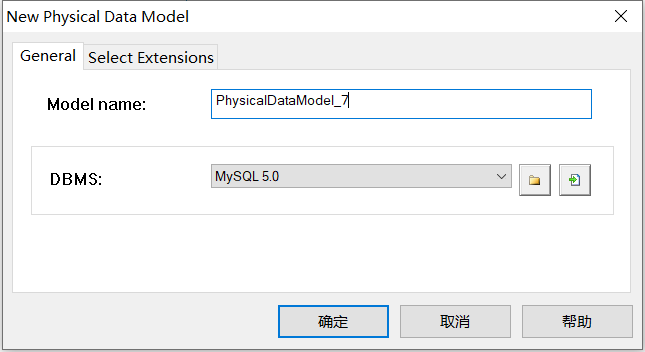 New Physical Data Model
General
Select Extensions
Model name:
PhysicalDataModel_7
DBMS:
MySQL 5.0
确定
取消
帮助